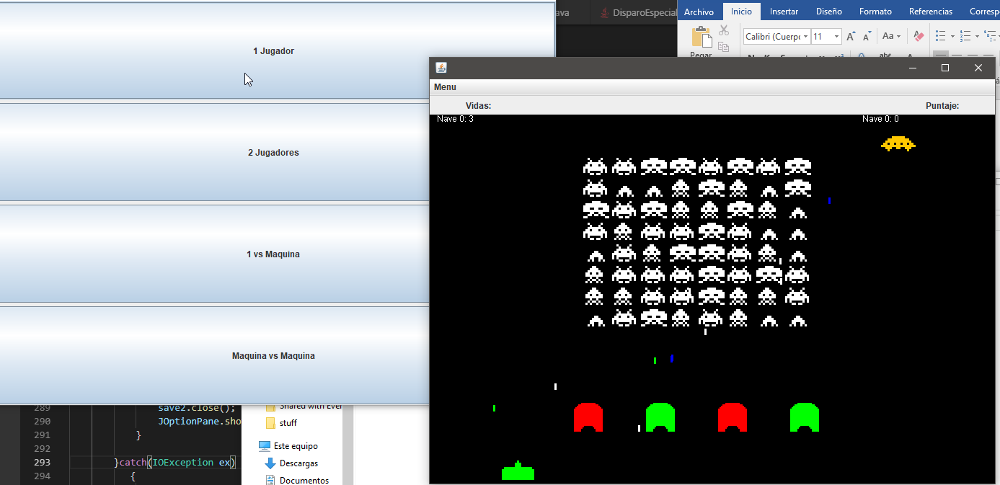 1 Jugador
2 Jugadores
1 vs Maquina
Maquina vs Maquina
ava
DisparoEspecial
Archivo Inicio Insertar Diseño Formato Referencias Corresp
Calibri (Cuerpo 11
Aa
Pegar
Menu
Vidas: Puntaje:
Nave 0: 3 Nave 0: 0
289 save2.close();
290 JOptionPane.sho
291 }
292
293 }catch(IOException ex)
294 {
Shared with Ever
stuff
Este equipo
Descargas
Documentos